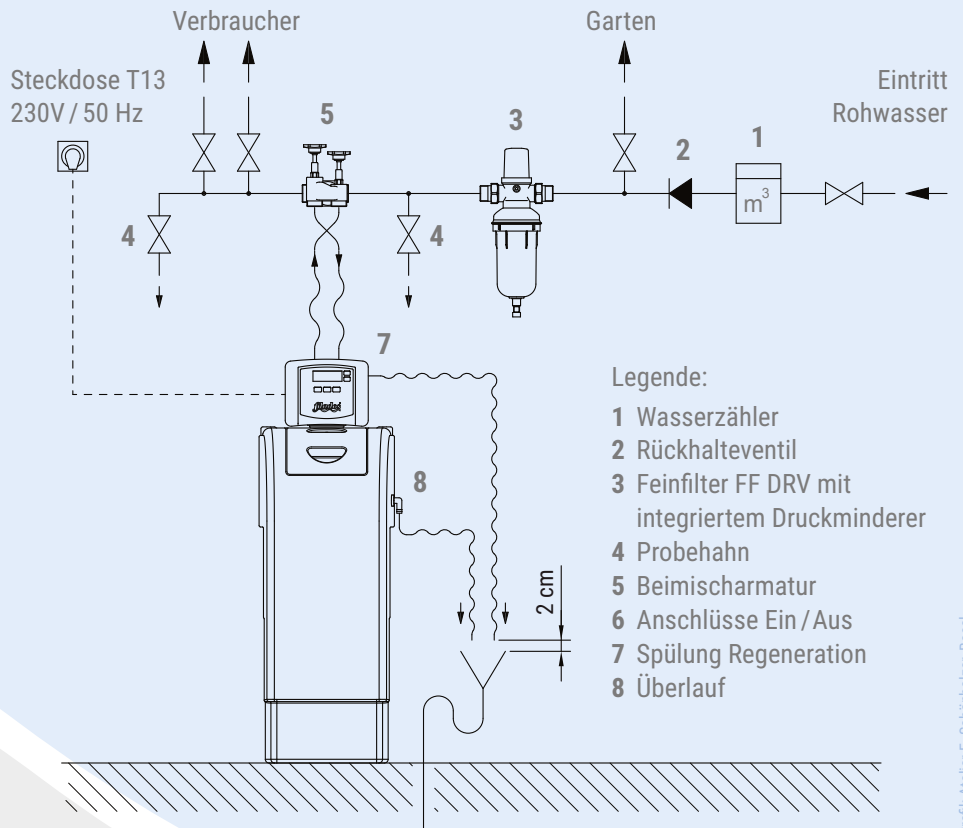 Verbraucher
Garten
Steckdose T13
230V / 50 Hz
Eintritt
Rohwasser
5
3
2
1
m³
4
4
7
8
2 cm
Legende:
1 Wasserzähler
2 Rückhalteventil
3 Feinfilter FF DRV mit
integriertem Druckminderer
4 Probehahn
5 Beimischarmatur
6 Anschlüsse Ein / Aus
7 Spülung Regeneration
8 Überlauf